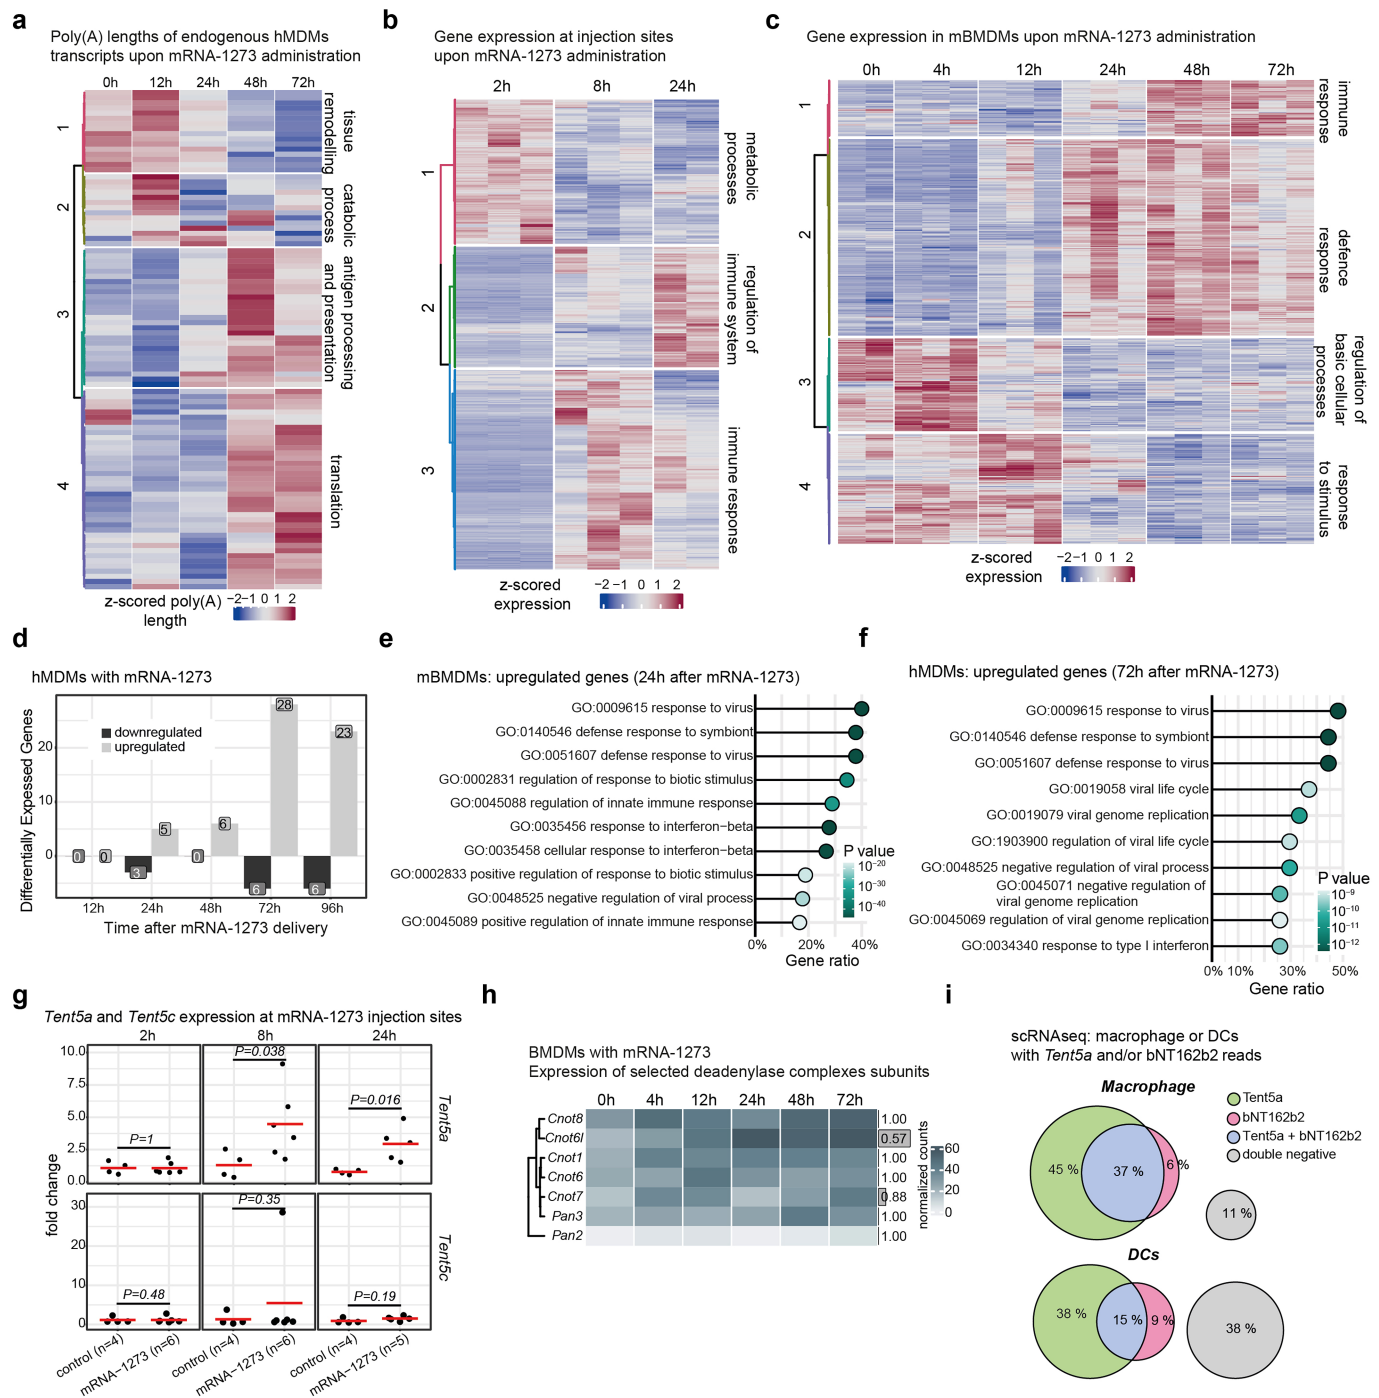 a
Poly(A) lengths of endogenous hMDMs
transcripts upon mRNA-1273 administration
0h 12h 24h 48h 72h
1
2
3
4
tissue
remodelling
catabolic
process
antigen processing
and presentation
translation
z-scored poly(A)
length
−2 −1 0 1 2
b
Gene expression at injection sites
upon mRNA-1273 administration
2h 8h 24h
1
2
3
metabolic
processes
regulation of
immune system
immune response
z-scored
expression
−2 −1 0 1 2
c
Gene expression in mBMDMs upon mRNA-1273 administration
0h 4h 12h 24h 48h 72h
1
2
3
4
immune
response
defence
response
regulation of
basic cellular
processes
response
to stimulus
z-scored
expression
−2 −1 0 1 2
d
hMDMs with mRNA-1273
Differentially Expessed Genes
20
10
0
downregulated
upregulated
0 0 3 5 0 6 6 28 6 23
12h 24h 48h 72h 96h
Time after mRNA-1273 delivery
e
mBMDMs: upregulated genes (24h after mRNA-1273)
GO:0009615 response to virus
GO:0140546 defense response to symbiont
GO:0051607 defense response to virus
GO:0002831 regulation of response to biotic stimulus
GO:0045088 regulation of innate immune response
GO:0035456 response to interferon−beta
GO:0035458 cellular response to interferon−beta
GO:0002833 positive regulation of response to biotic stimulus
GO:0048525 negative regulation of viral process
GO:0045089 positive regulation of innate immune response
0% 20% 40%
Gene ratio
P value
10⁻²⁰
10⁻³⁰
10⁻⁴⁰
f
hMDMs: upregulated genes (72h after mRNA-1273)
GO:0009615 response to virus
GO:0140546 defense response to symbiont
GO:0051607 defense response to virus
GO:0019058 viral life cycle
GO:0019079 viral genome replication
GO:1903900 regulation of viral life cycle
GO:0048525 negative regulation of viral process
GO:0045071 negative regulation of
viral genome replication
GO:0045069 regulation of viral genome replication
GO:0034340 response to type I interferon
0% 10% 30% 50%
Gene ratio
P value
10⁻⁹
10⁻¹⁰
10⁻¹¹
10⁻¹²
g
Tent5a and Tent5c expression at mRNA-1273 injection sites
2h 8h 24h
fold change
10.0
7.5
5.0
2.5
0.0
P=1
P=0.038
P=0.016
Tent5a
30
20
10
0
P=0.48
P=0.35
P=0.19
Tent5c
control (n=4)
mRNA−1273 (n=6)
control (n=4)
mRNA−1273 (n=6)
control (n=4)
mRNA−1273 (n=5)
h
BMDMs with mRNA-1273
Expression of selected deadenylase complexes subunits
0h 4h 12h 24h 48h 72h
Cnot8 1.00
Cnot6l 0.57
Cnot1 1.00
Cnot6 1.00
Cnot7 0.88
Pan3 1.00
Pan2 1.00
normalized counts
60
40
20
0
i
scRNAseq: macrophage or DCs
with Tent5a and/or bNT162b2 reads
Macrophage
45 % 37 % 6 %
11 %
Tent5a
bNT162b2
Tent5a + bNT162b2
double negative
DCs
38 % 15 % 9 % 38 %